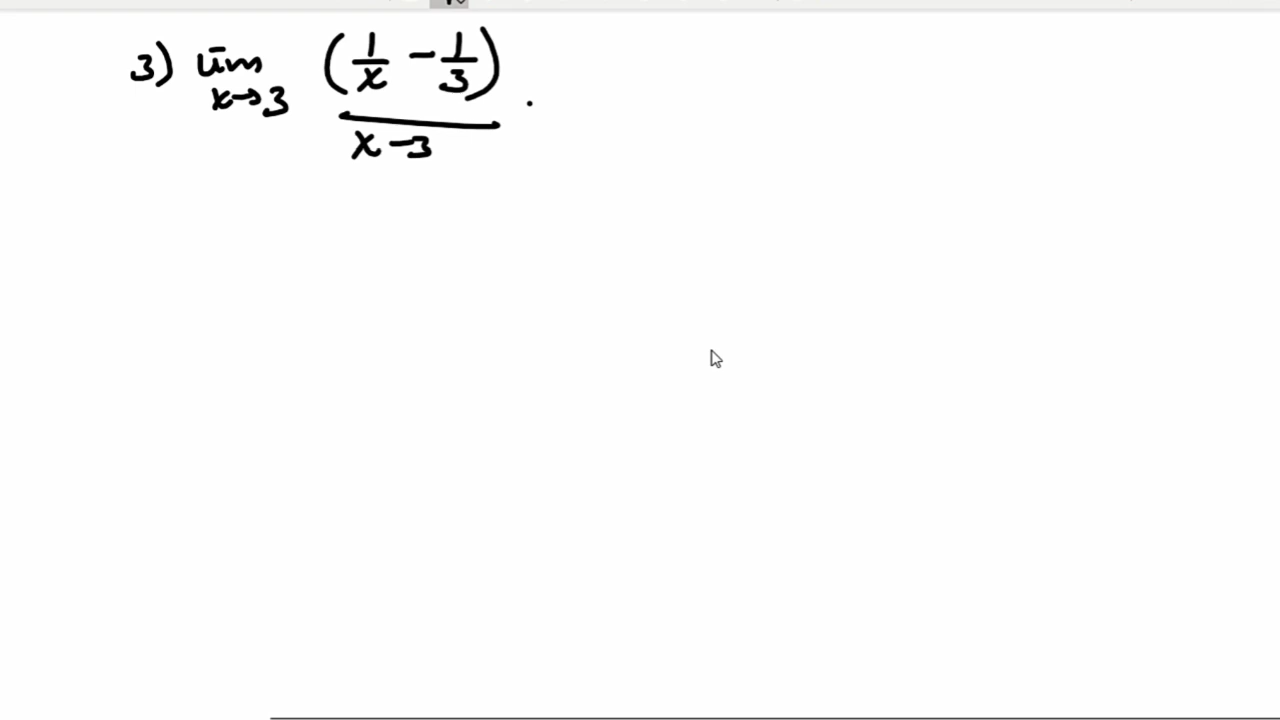 3) lim x→3 (1/x - 1/3) / x-3 .